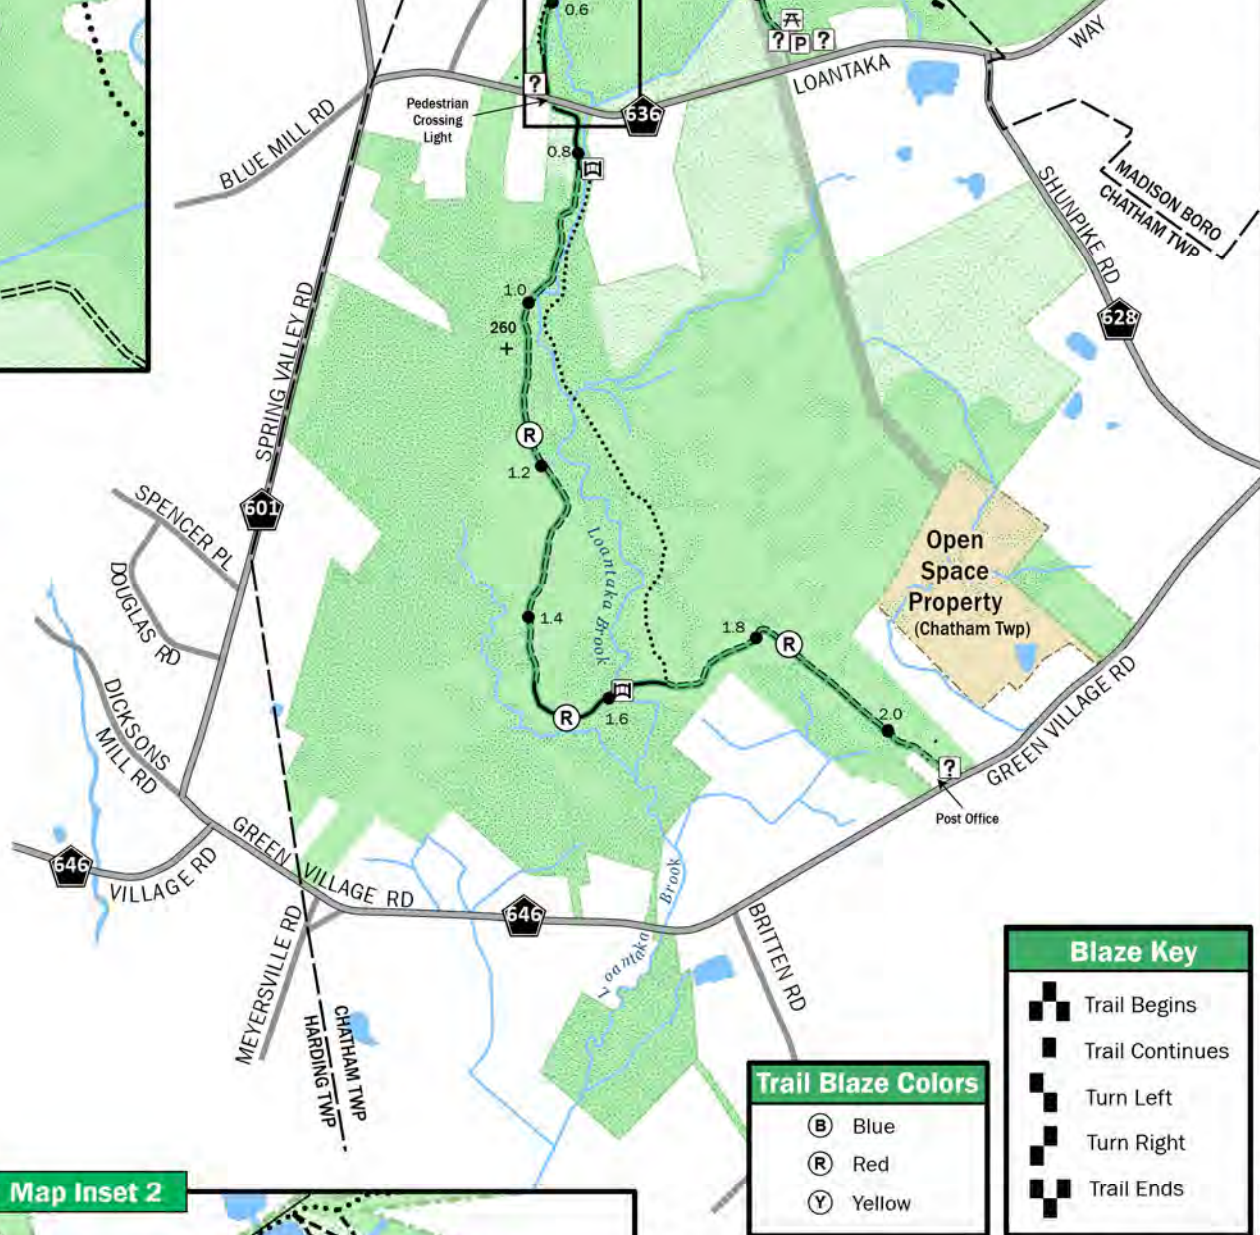 0.6
?
P
?
WAY
LOANTAKA
?
Pedestrian
Crossing
Light
636
BLUE MILL RD
0.8
MADISON BORO
CHATHAM TWP
SHUNPIKE RD
1.0
628
260
SPRING VALLEY RD
R
1.2
SPENCER PL
601
DOUGLAS RD
Open
Space
Property
(Chatham Twp)
Loantaka Brook
1.4
1.8
R
DICKSONS
MILL RD
R
1.6
2.0
?
GREEN VILLAGE RD
Post Office
646
VILLAGE RD
GREEN VILLAGE RD
646
Loantaka Brook
MEYERSVILLE RD
BRITTEN RD
CHATHAM TWP
HARDING TWP
Blaze Key
Trail Begins
Trail Continues
Turn Left
Turn Right
Trail Ends
Trail Blaze Colors
B Blue
R Red
Y Yellow
Map Inset 2